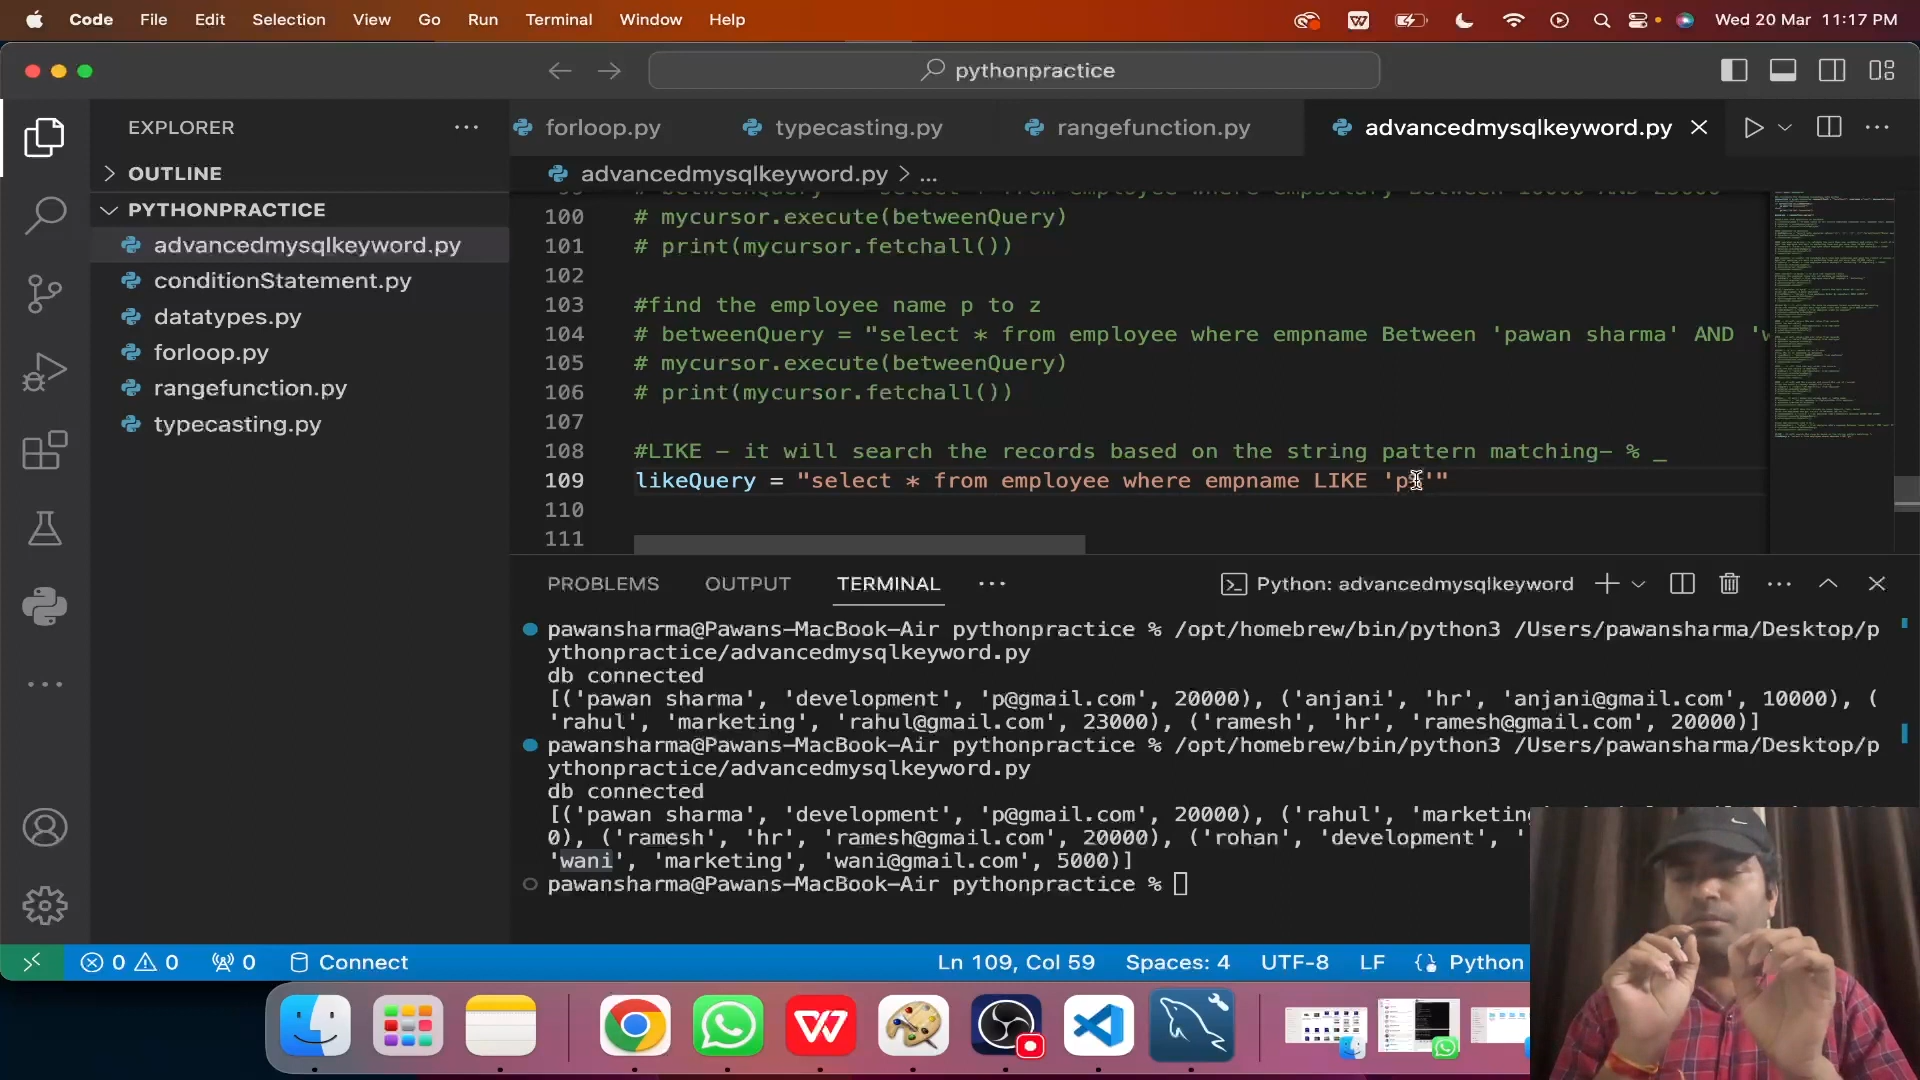 Code File Edit Selection View Go Run Terminal Window Help Wed 20 Mar 11:17 PM
pythonpractice
EXPLORER
forloop.py typecasting.py rangefunction.py advancedmysqlkeyword.py
OUTLINE
advancedmysqlkeyword.py > ...
PYTHONPRACTICE
advancedmysqlkeyword.py
conditionStatement.py
datatypes.py
forloop.py
rangefunction.py
typecasting.py
100 # mycursor.execute(betweenQuery)
101 # print(mycursor.fetchall())
102
103 #find the employee name p to z
104 # betweenQuery = "select * from employee where empname Between 'pawan sharma' AND 'w
105 # mycursor.execute(betweenQuery)
106 # print(mycursor.fetchall())
107
108 #LIKE - it will search the records based on the string pattern matching- % _
109 likeQuery = "select * from employee where empname LIKE 'p%'"
110
111
PROBLEMS OUTPUT TERMINAL ... Python: advancedmysqlkeyword
pawansharma@Pawans-MacBook-Air pythonpractice % /opt/homebrew/bin/python3 /Users/pawansharma/Desktop/p
ythonpractice/advancedmysqlkeyword.py
db connected
[('pawan sharma', 'development', 'p@gmail.com', 20000), ('anjani', 'hr', 'anjani@gmail.com', 10000), (
'rahul', 'marketing', 'rahul@gmail.com', 23000), ('ramesh', 'hr', 'ramesh@gmail.com', 20000)]
pawansharma@Pawans-MacBook-Air pythonpractice % /opt/homebrew/bin/python3 /Users/pawansharma/Desktop/p
ythonpractice/advancedmysqlkeyword.py
db connected
[('pawan sharma', 'development', 'p@gmail.com', 20000), ('rahul', 'marketing
0), ('ramesh', 'hr', 'ramesh@gmail.com', 20000), ('rohan', 'development', '
'wani', 'marketing', 'wani@gmail.com', 5000)]
pawansharma@Pawans-MacBook-Air pythonpractice %
0 0 0 Connect Ln 109, Col 59 Spaces: 4 UTF-8 LF Python